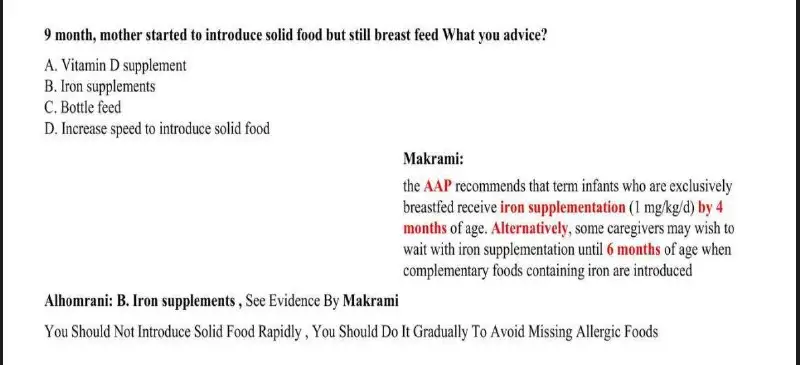 9 month, mother started to introduce solid food but still breast feed What you advice?
A. Vitamin D supplement
B. Iron supplements
C. Bottle feed
D. Increase speed to introduce solid food
Makrami:
the AAP recommends that term infants who are exclusively
breastfed receive iron supplementation (1 mg/kg/d) by 4
months of age. Alternatively, some caregivers may wish to
wait with iron supplementation until 6 months of age when
complementary foods containing iron are introduced
Alhomrani: B. Iron supplements , See Evidence By Makrami
You Should Not Introduce Solid Food Rapidly , You Should Do It Gradually To Avoid Missing Allergic Foods